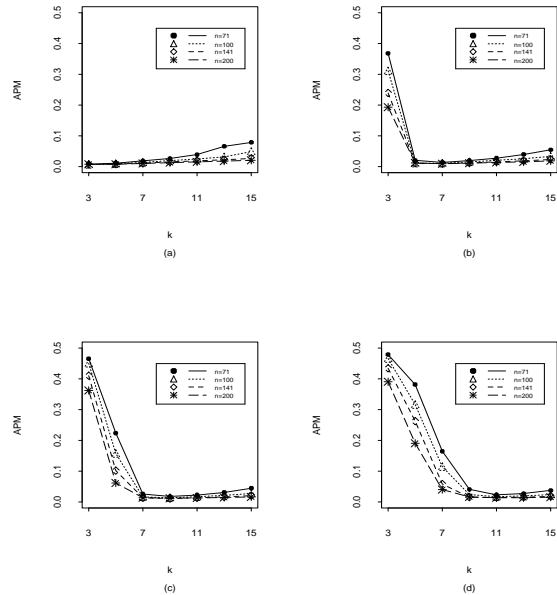 APM
0.5
0.4
0.3
0.2
0.1
0.0
n=71
n=100
n=141
n=200
3 7 11 15
k
(a)
APM
0.5
0.4
0.3
0.2
0.1
0.0
n=71
n=100
n=141
n=200
3 7 11 15
k
(b)
APM
0.5
0.4
0.3
0.2
0.1
0.0
n=71
n=100
n=141
n=200
3 7 11 15
k
(c)
APM
0.5
0.4
0.3
0.2
0.1
0.0
n=71
n=100
n=141
n=200
3 7 11 15
k
(d)